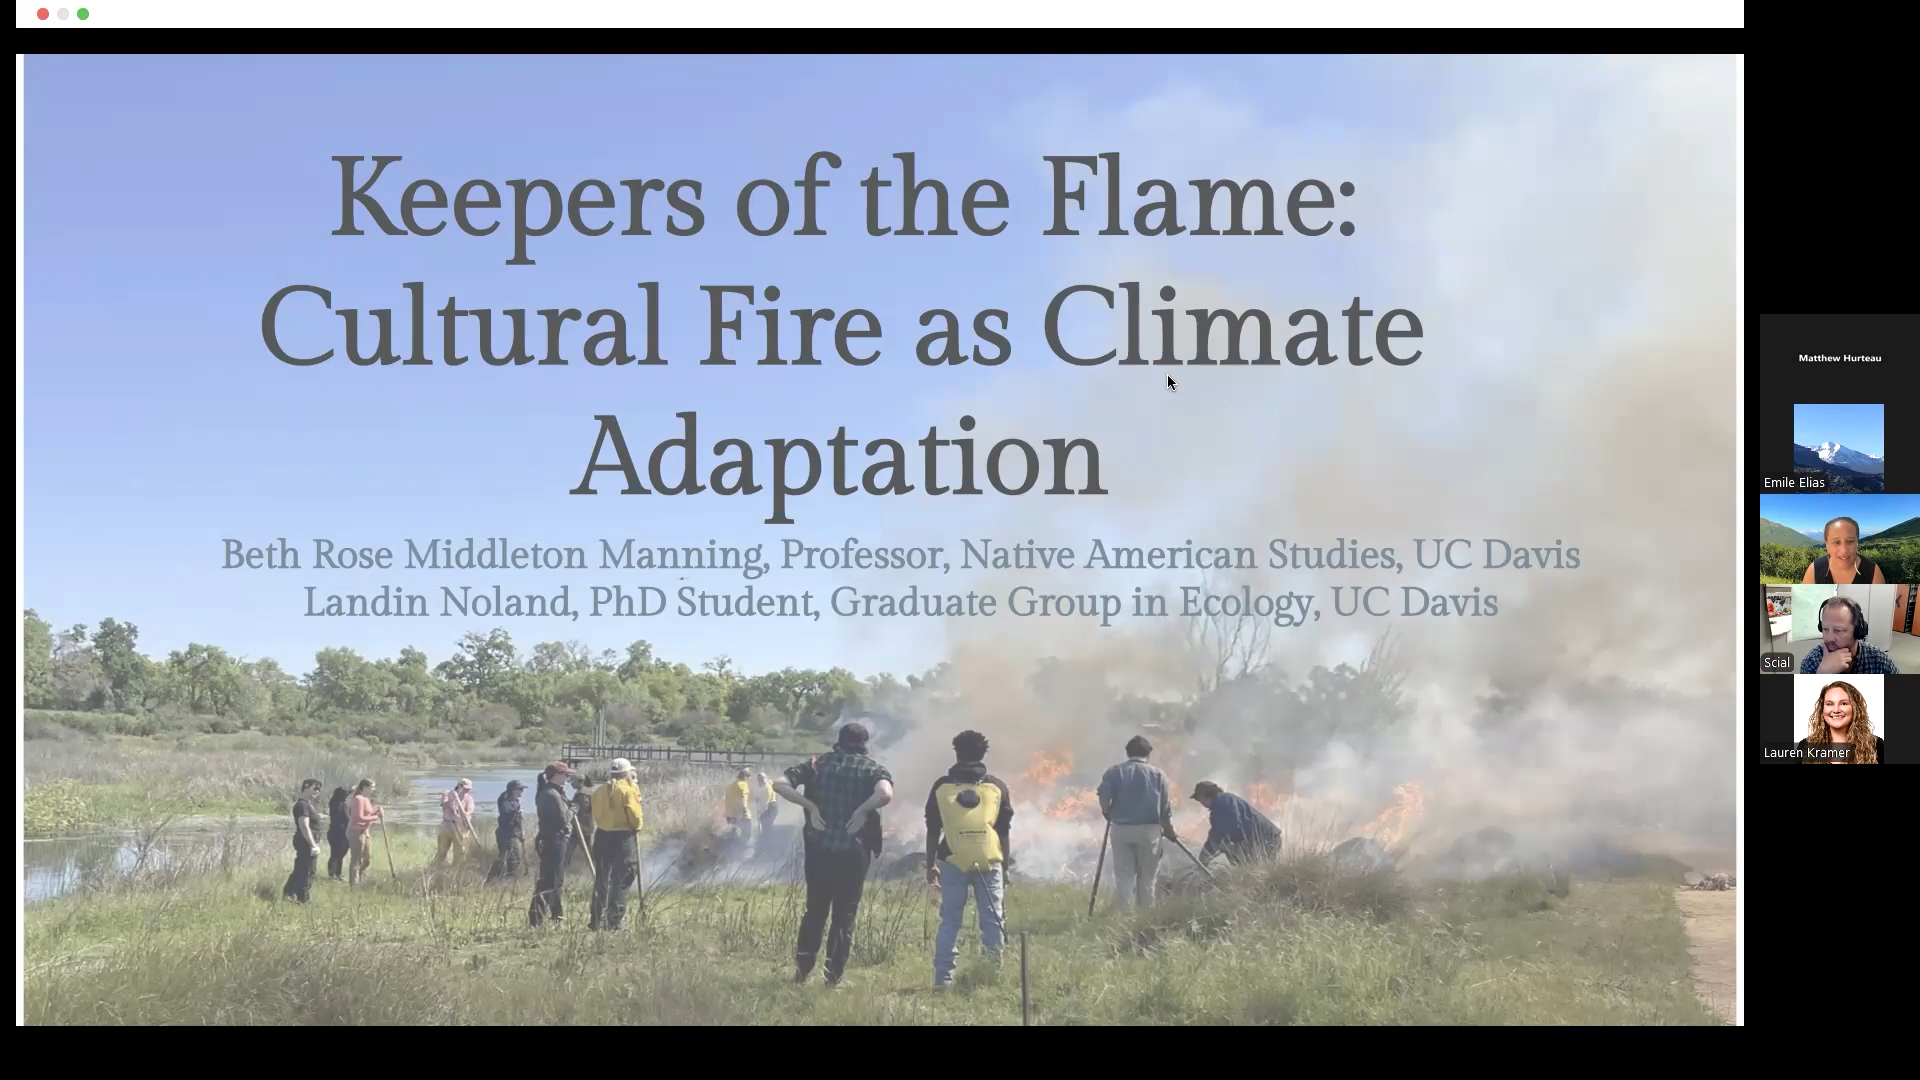 Keepers of the Flame:
Cultural Fire as Climate
Adaptation
Beth Rose Middleton Manning, Professor, Native American Studies, UC Davis
Landin Noland, PhD Student, Graduate Group in Ecology, UC Davis
Matthew Hurteau
Emile Elias
Scial
Lauren Kramer